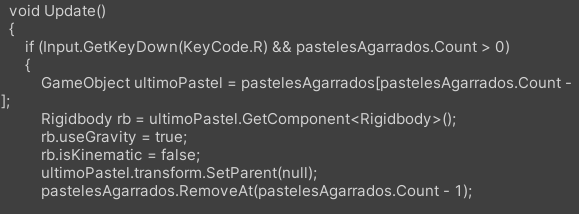 void Update()
{
if (Input.GetKeyDown(KeyCode.R) && pastelesAgarrados.Count > 0)
{
GameObject ultimoPastel = pastelesAgarrados[pastelesAgarrados.Count -
];
Rigidbody rb = ultimoPastel.GetComponent<Rigidbody>();
rb.useGravity = true;
rb.isKinematic = false;
ultimoPastel.transform.SetParent(null);
pastelesAgarrados.RemoveAt(pastelesAgarrados.Count - 1);